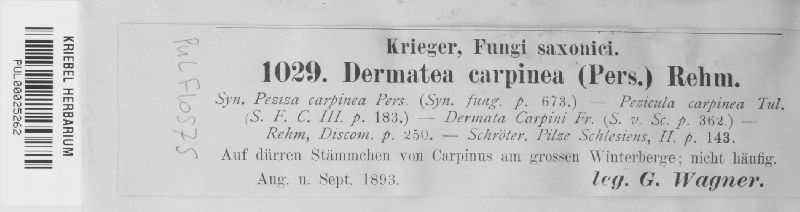 KRIEBEL HERBARIUM
PUL00025262
PUL F10575
Krieger, Fungi saxonici.
1029. Dermatea carpinea (Pers.) Rehm.
Syn. Peziza carpinea Pers. (Syn. fung. p. 673.) — Pezicula carpinea Tul.
(S. F. C. III. p. 183.) — Dermata Carpini Fr. (S. v. Sc. p. 362.) —
Rehm, Discom. p. 250. — Schröter. Pilze Schlesiens, II. p. 143.
Auf dürren Stämmchen von Carpinus am grossen Winterberge; nicht häufig.
Aug. u. Sept. 1893. leg. G. Wagner.